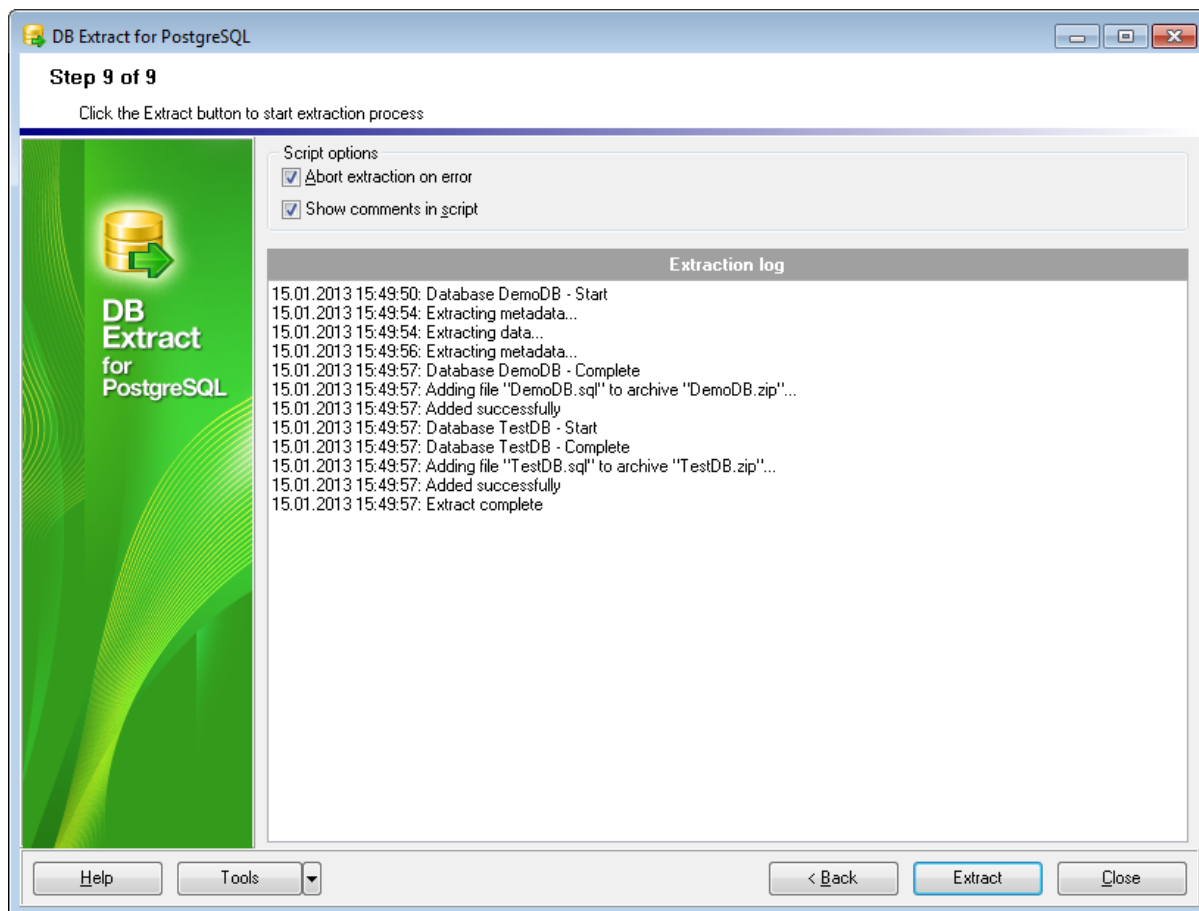 DB Extract for PostgreSQL
Step 9 of 9
Click the Extract button to start extraction process
DB
Extract
for
PostgreSQL
Script options
Abort extraction on error
Show comments in script
Extraction log
15.01.2013 15:49:50: Database DemoDB - Start
15.01.2013 15:49:54: Extracting metadata...
15.01.2013 15:49:54: Extracting data...
15.01.2013 15:49:56: Extracting metadata...
15.01.2013 15:49:57: Database DemoDB - Complete
15.01.2013 15:49:57: Adding file "DemoDB.sql" to archive "DemoDB.zip"...
15.01.2013 15:49:57: Added successfully
15.01.2013 15:49:57: Database TestDB - Start
15.01.2013 15:49:57: Database TestDB - Complete
15.01.2013 15:49:57: Adding file "TestDB.sql" to archive "TestDB.zip"...
15.01.2013 15:49:57: Added successfully
15.01.2013 15:49:57: Extract complete
Help Tools < Back Extract Close